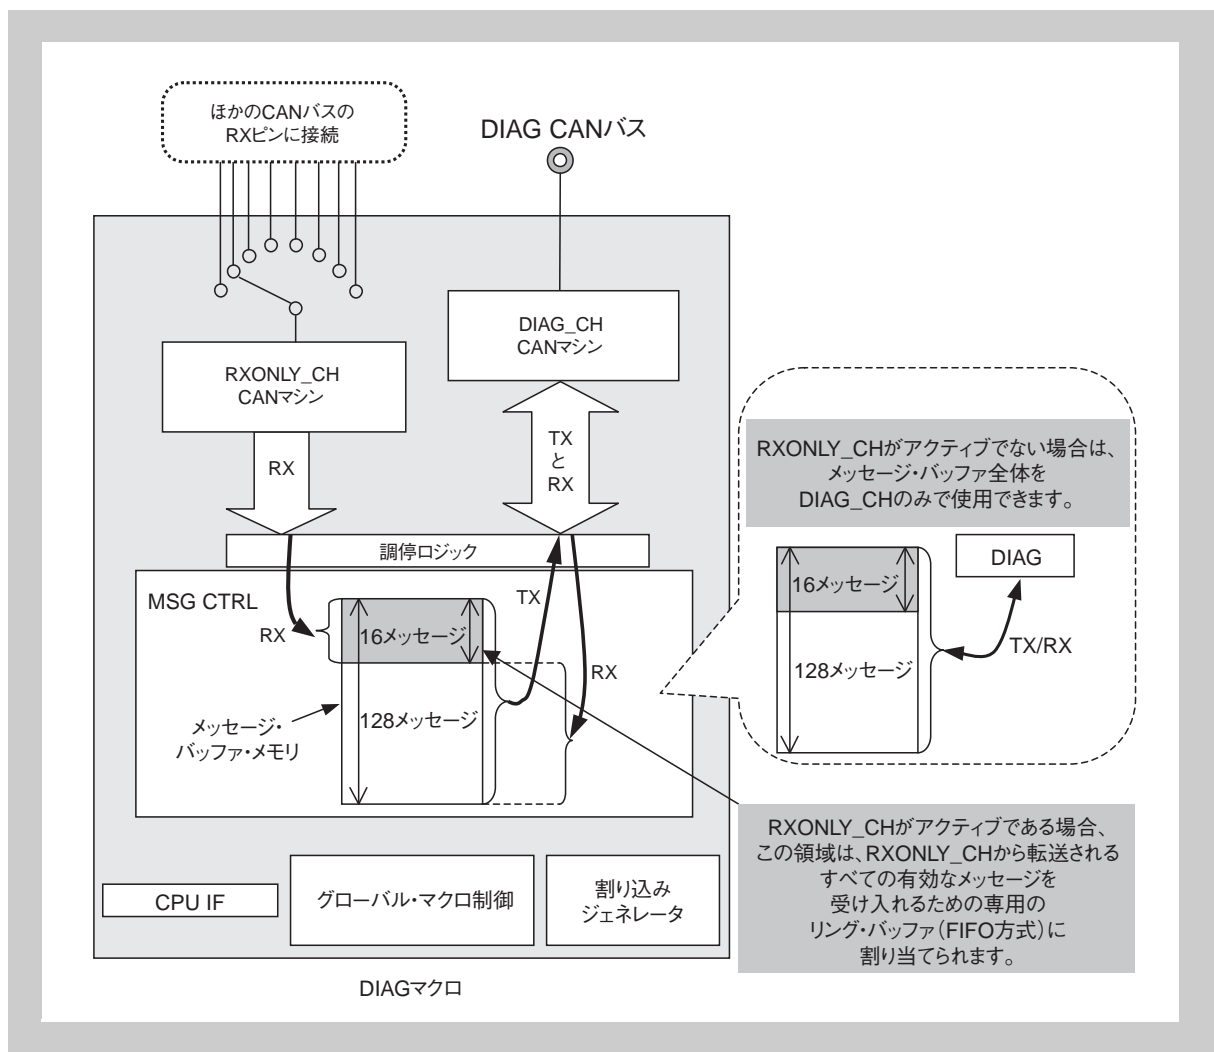 ほかのCANバスの
RXピンに接続
DIAG CANバス
DIAG_CH
CANマシン
RXONLY_CH
CANマシン
RX
TX
と
RX
調停ロジック
MSG CTRL
RX
16メッセージ
128メッセージ
メッセージ・
バッファ・メモリ
TX
RX
RXONLY_CHがアクティブでない場合は、
メッセージ・バッファ全体を
DIAG_CHのみで使用できます。
DIAG
16メッセージ
TX/RX
128メッセージ
RXONLY_CHがアクティブである場合、
この領域は、RXONLY_CHから転送される
すべての有効なメッセージを
受け入れるための専用の
リング・バッファ(FIFO方式)に
割り当てられます。
CPU IF
グローバル・マクロ制御
割り込み
ジェネレータ
DIAGマクロ